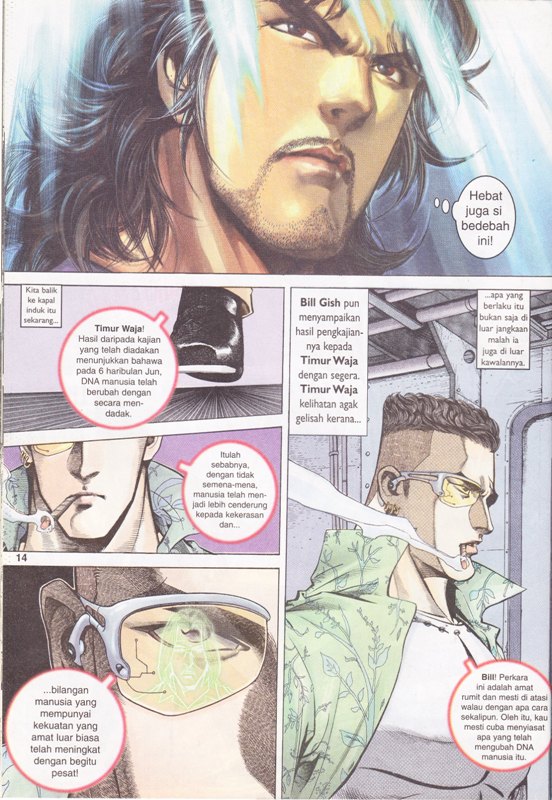 Hebat
juga si
bedebah
ini!
Kita balik
ke kapal
induk itu
sekarang...
Timur Waja!
Hasil daripada kajian
yang telah diadakan
menunjukkan bahawa
pada 6 haribulan Jun,
DNA manusia telah
berubah dengan
secara men-
dadak.
Bill Gish pun
menyampaikan
hasil pengkajian-
nya kepada
Timur Waja
dengan segera.
Timur Waja
kelihatan agak
gelisah kerana...
...apa yang
berlaku itu
bukan saja di
luar jangkaan
malah ia
juga di luar
kawalannya.
Itulah
sebabnya,
dengan tidak
semena-mena,
manusia telah men-
jadi lebih cenderung
kepada kekerasan
dan...
14
...bilangan
manusia yang
mempunyai
kekuatan yang
amat luar biasa
telah meningkat
dengan begitu
pesat!
Bill! Perkara
ini adalah amat
rumit dan mesti di atasi
walau dengan apa cara
sekalipun. Oleh itu, kau
mesti cuba menyiasat
apa yang telah
mengubah DNA
manusia itu.